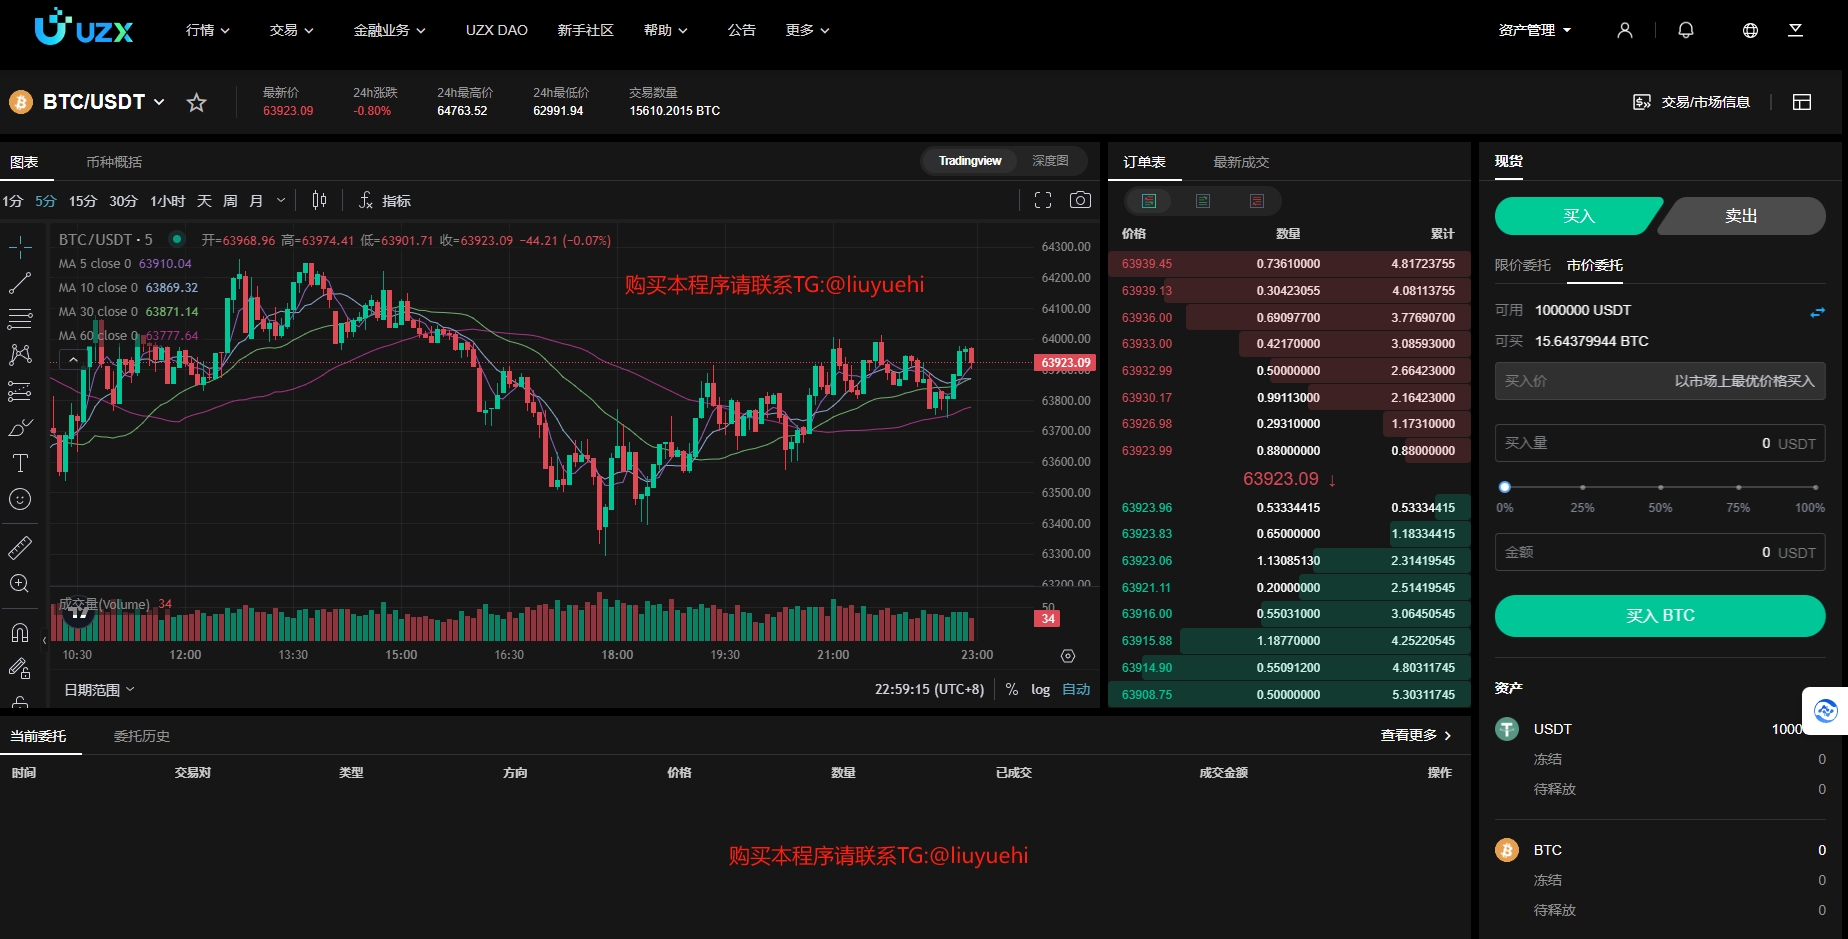 UZX
行情
交易
金融业务
UZX DAO
新手社区
帮助
公告
更多
资产管理
BTC/USDT
最新价
63923.09
24h涨跌
-0.80%
24h最高价
64763.52
24h最低价
62991.94
交易数量
15610.2015 BTC
交易/市场信息
图表
币种概括
Tradingview
深度图
1分 5分 15分 30分 1小时 天 周 月
指标
BTC/USDT · 5
开=63968.96 高=63974.41 低=63901.71 收=63923.09 −44.21 (−0.07%)
MA 5 close 0 63910.04
MA 10 close 0 63869.32
MA 30 close 0 63871.14
MA 60 close 0 63777.64
购买本程序请联系TG:@liuyuehi
64300.00
64200.00
64100.00
64000.00
63923.09
63900.00
63800.00
63700.00
63600.00
63500.00
63400.00
63300.00
63200.00
成交量(Volume) 34
50
34
10:30 12:00 13:30 15:00 16:30 18:00 19:30 21:00 23:00
日期范围
22:59:15 (UTC+8)
% log 自动
订单表
最新成交
价格 数量 累计
63939.45 0.73610000 4.81723755
63939.13 0.30423055 4.08113755
63936.00 0.69097700 3.77690700
63933.00 0.42170000 3.08593000
63932.99 0.50000000 2.66423000
63930.17 0.99113000 2.16423000
63926.98 0.29310000 1.17310000
63923.99 0.88000000 0.88000000
63923.09 ↓
63923.96 0.53334415 0.53334415
63923.83 0.65000000 1.18334415
63923.06 1.13085130 2.31419545
63921.11 0.20000000 2.51419545
63916.00 0.55031000 3.06450545
63915.88 1.18770000 4.25220545
63914.90 0.55091200 4.80311745
63908.75 0.50000000 5.30311745
现货
买入
卖出
限价委托
市价委托
可用 1000000 USDT
可买 15.64379944 BTC
买入价 以市场上最优价格买入
买入量 0 USDT
0% 25% 50% 75% 100%
金额 0 USDT
买入 BTC
资产
USDT 1000
冻结 0
待释放 0
BTC 0
冻结 0
待释放 0
当前委托
委托历史
查看更多
时间 交易对 类型 方向 价格 数量 已成交 成交金额 操作
购买本程序请联系TG:@liuyuehi